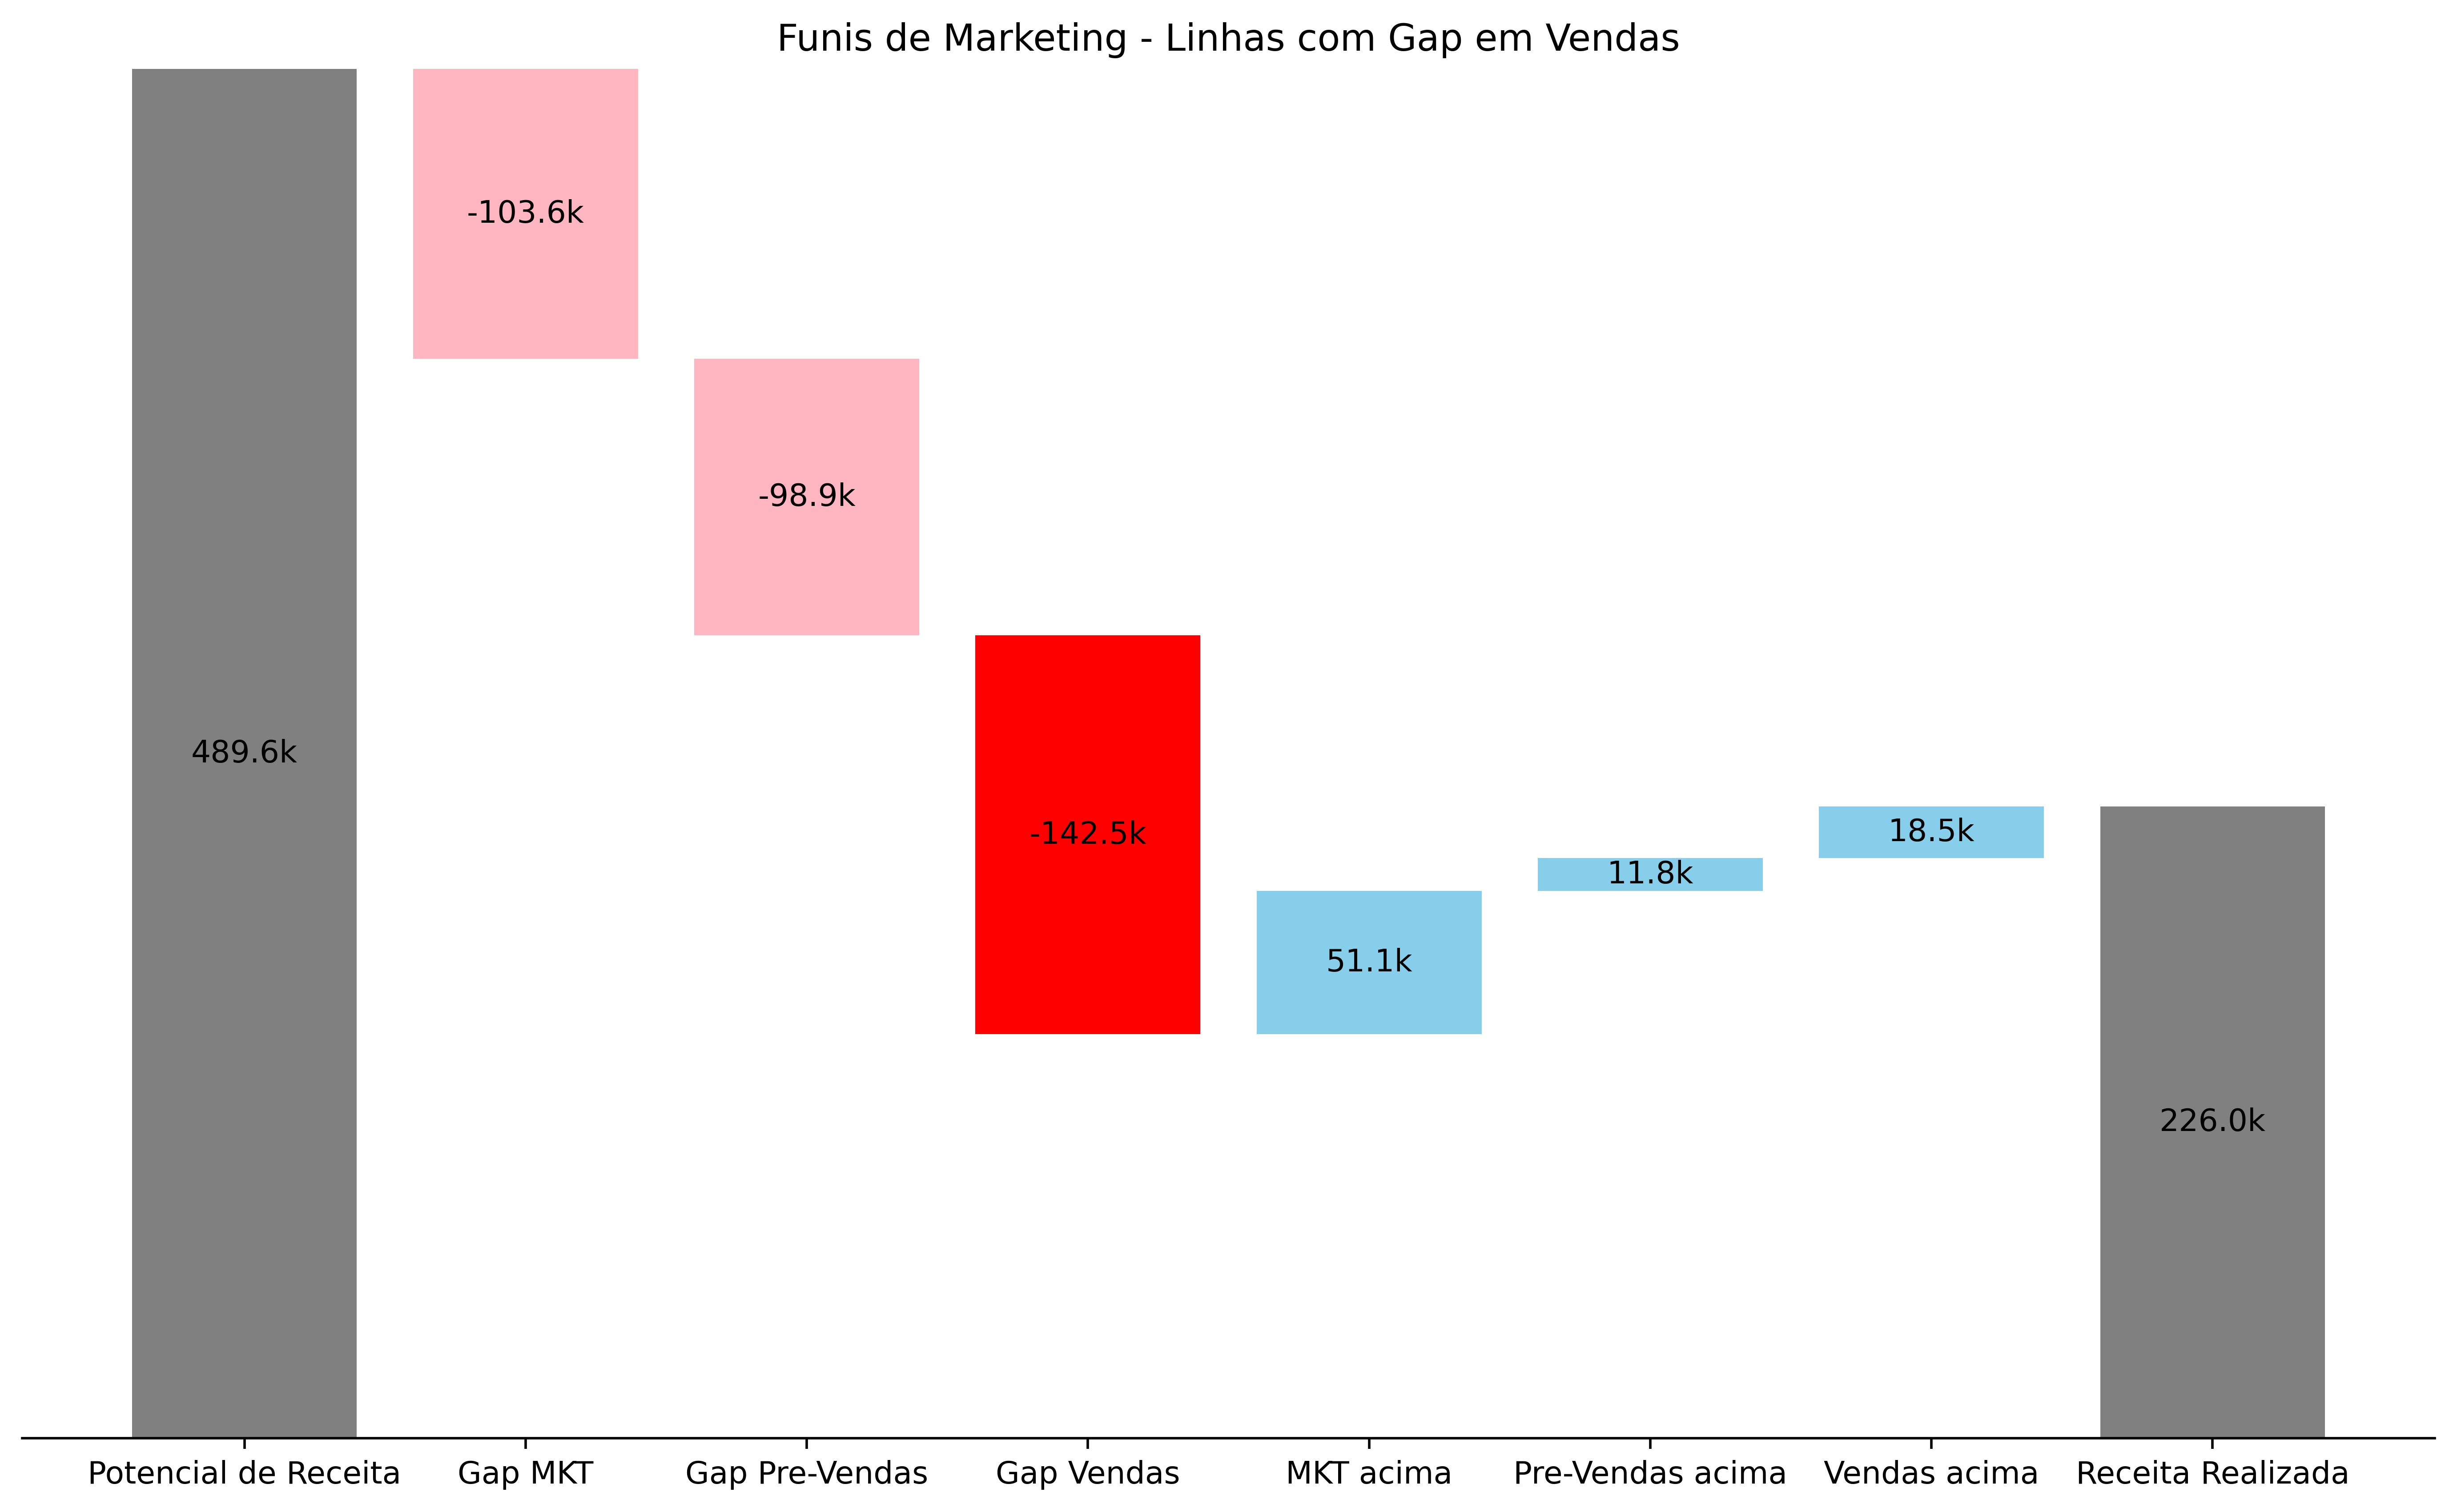 Funis de Marketing - Linhas com Gap em Vendas
489.6k
-103.6k
-98.9k
-142.5k
51.1k
11.8k
18.5k
226.0k
Potencial de Receita
Gap MKT
Gap Pre-Vendas
Gap Vendas
MKT acima
Pre-Vendas acima
Vendas acima
Receita Realizada